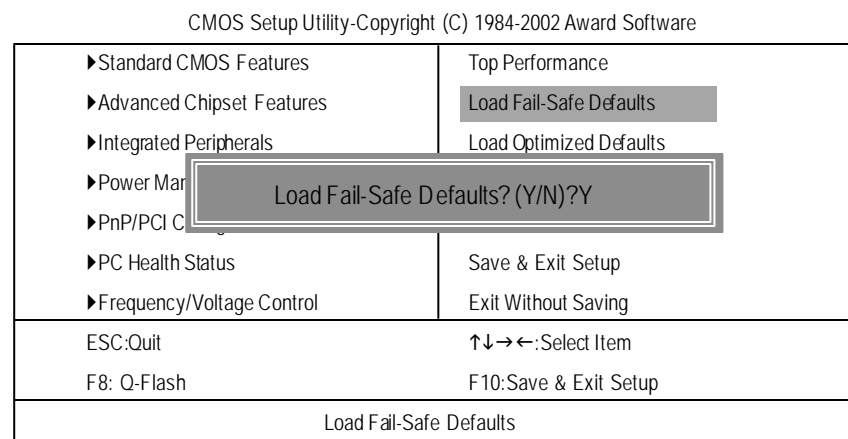 CMOS Setup Utility-Copyright (C) 1984-2002 Award Software
▶Standard CMOS Features Top Performance
▶Advanced Chipset Features Load Fail-Safe Defaults
▶Integrated Peripherals Load Optimized Defaults
▶Power
Load Fail-Safe Defaults? (Y/N)?Y
▶PnP/PCI
▶PC Health Status Save & Exit Setup
▶Frequency/Voltage Control Exit Without Saving
ESC:Quit ↑↓→←:Select Item
F8: Q-Flash F10:Save & Exit Setup
Load Fail-Safe Defaults